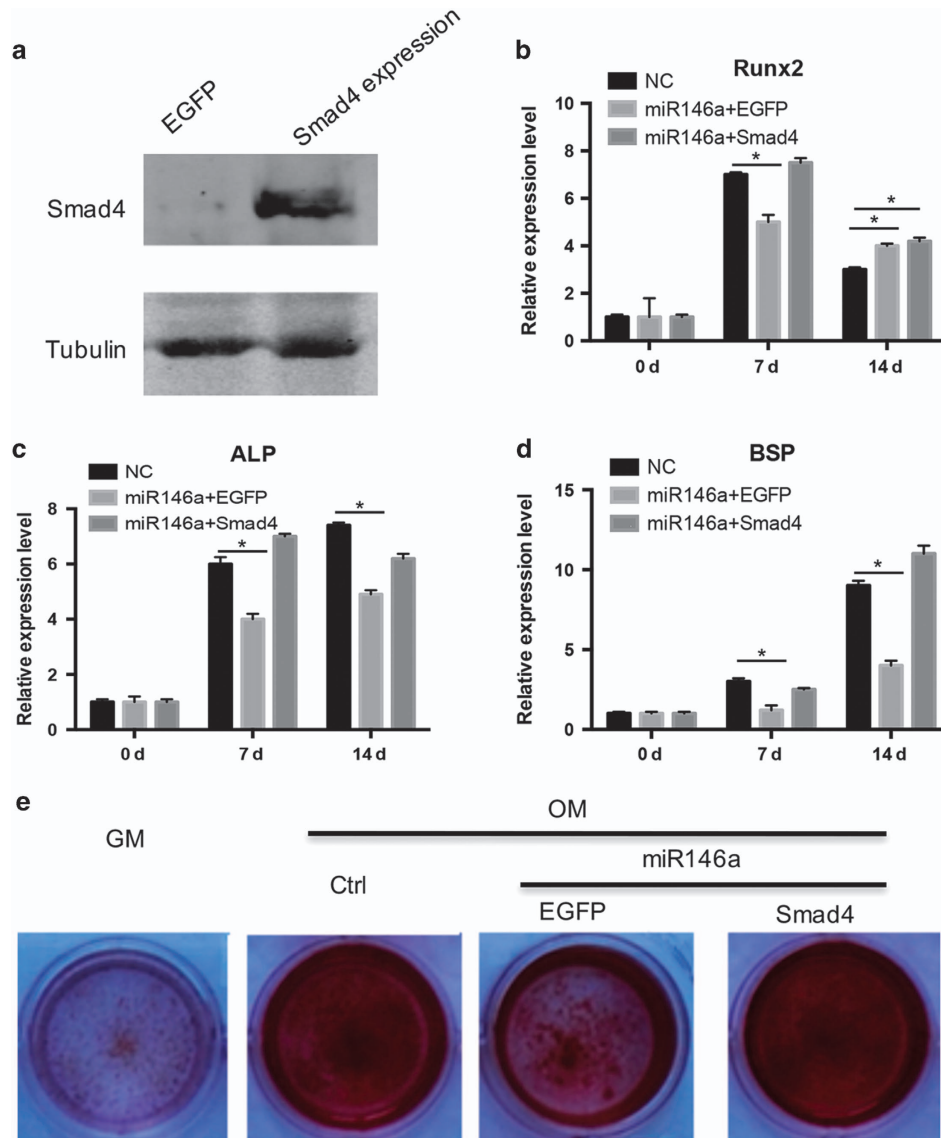 a
EGFP
Smad4 expression
Smad4
Tubulin
b
Runx2
NC
miR146a+EGFP
miR146a+Smad4
Relative expression level
10
8
6
4
2
0
*
*
*
0 d
7 d
14 d
c
ALP
NC
miR146a+EGFP
miR146a+Smad4
Relative expression level
8
6
4
2
0
*
*
0 d
7 d
14 d
d
BSP
NC
miR146a+EGFP
miR146a+Smad4
Relative expression level
15
10
5
0
*
*
0 d
7 d
14 d
e
GM
OM
Ctrl
miR146a
EGFP
Smad4